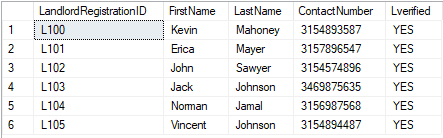 LandlordRegistrationID FirstName LastName ContactNumber Lverified
1 L100 Kevin Mahoney 3154893587 YES
2 L101 Erica Mayer 3157896547 YES
3 L102 John Sawyer 3154574896 YES
4 L103 Jack Johnson 3469875635 YES
5 L104 Norman Jamal 3156987568 YES
6 L105 Vincent Johnson 3154894487 YES